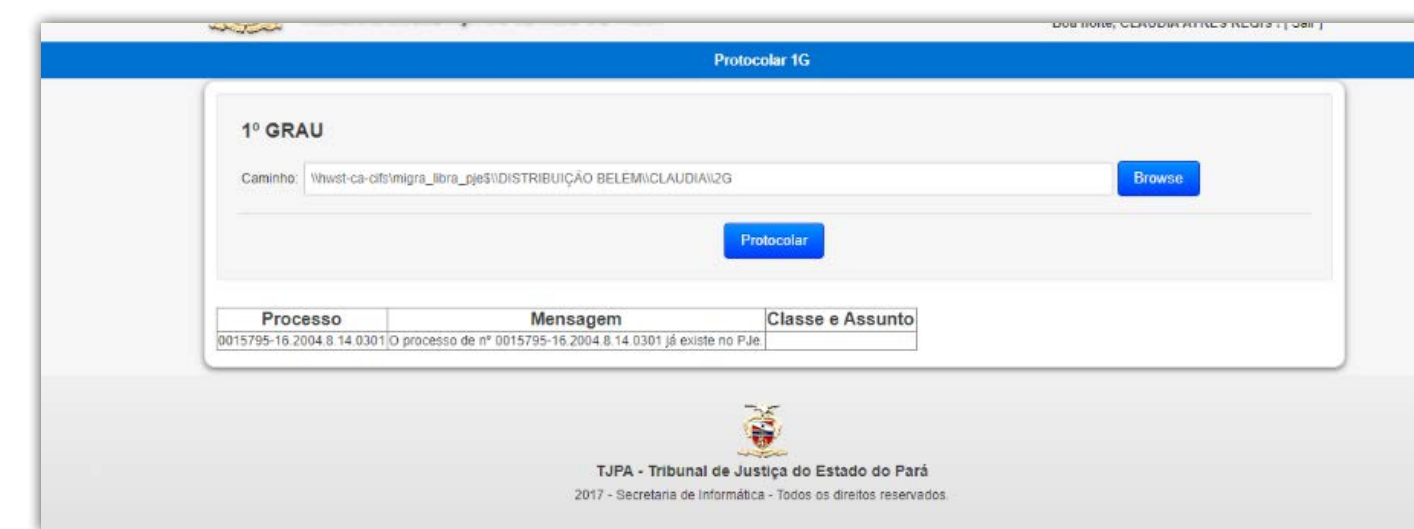 Protocolar 1G
1º GRAU
Caminho: \\hwst-ca-cifs\migra_libra_pje$\\DISTRIBUIÇÃO BELEM\\CLAUDIA\\2G Browse
Protocolar
Processo Mensagem Classe e Assunto
0015795-16.2004.8.14.0301 O processo de nº 0015795-16.2004.8.14.0301 já existe no PJe.
TJPA - Tribunal de Justiça do Estado do Pará
2017 - Secretaria de Informática - Todos os direitos reservados.